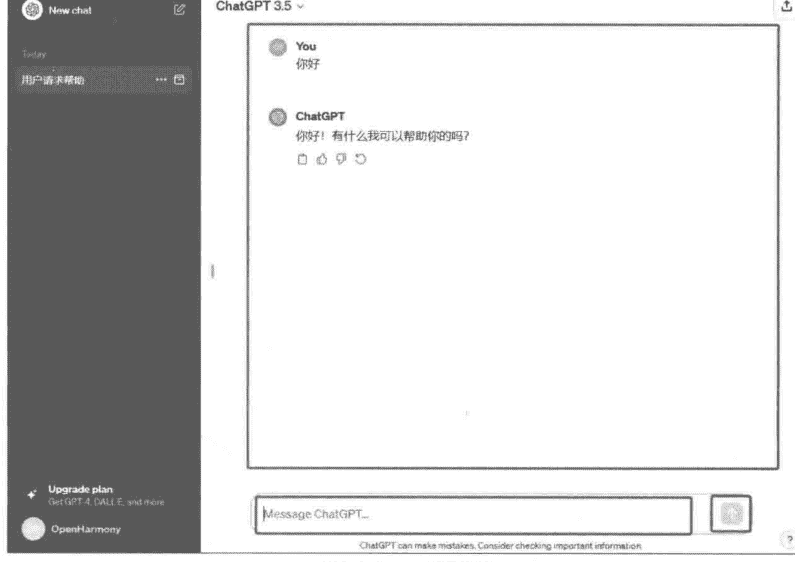 New chat
Today
用户请求帮助
Upgrade plan
Get GPT-4, DALL·E, and more
OpenHarmony
ChatGPT 3.5
You
你好
ChatGPT
你好！有什么我可以帮助你的吗?
Message ChatGPT...
ChatGPT can make mistakes. Consider checking important information.
?